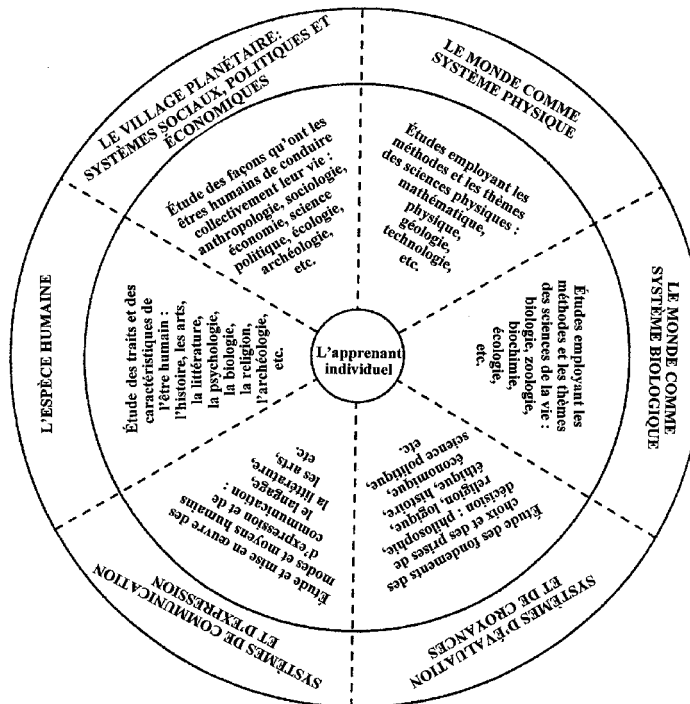 LE VILLAGE PLANÉTAIRE:
SYSTÈMES SOCIAUX, POLITIQUES ET
ÉCONOMIQUES
Étude des façons qu'ont les
êtres humains de conduire
collectivement leur vie :
anthropologie, sociologie,
économie, science
politique, écologie,
archéologie,
etc.
LE MONDE COMME
SYSTÈME PHYSIQUE
Études employant les
méthodes et les thèmes
des sciences physiques :
mathématique,
physique,
géologie,
technologie,
etc.
LE MONDE COMME
SYSTÈME BIOLOGIQUE
Études employant les
méthodes et les thèmes
des sciences de la vie :
biologie, zoologie,
biochimie,
écologie,
etc.
SYSTÈMES D'ÉVALUATION
ET DE CROYANCES
Étude des fondements des
choix et des prises de
décision : philosophie,
religion, logique,
éthique, histoire,
économique,
science politique,
etc.
SYSTÈMES DE COMMUNICATION
ET D'EXPRESSION
Étude et mise en œuvre des
modes et moyens humains
d'expression et de
communication :
le langage,
la littérature,
les arts,
etc.
L'ESPÈCE HUMAINE
Étude des traits et des
caractéristiques de
l'être humain :
l'histoire, les arts,
la littérature,
la psychologie,
la biologie,
la religion,
l'archéologie,
etc.
L'apprenant
individuel